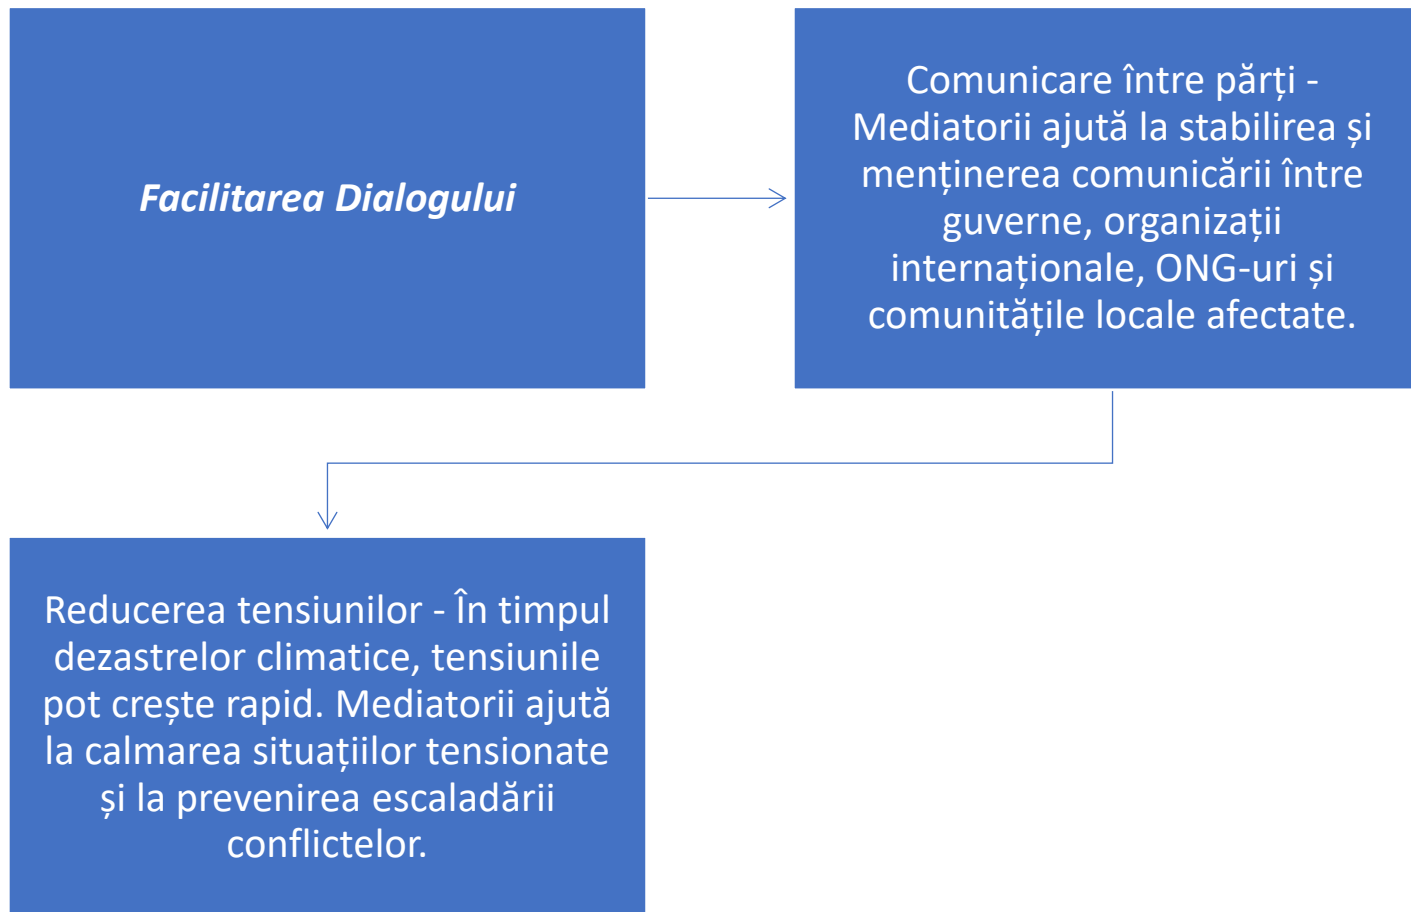 Facilitarea Dialogului
Comunicare între părți -
Mediatorii ajută la stabilirea și
menținerea comunicării între
guverne, organizații
internaționale, ONG-uri și
comunitățile locale afectate.
Reducerea tensiunilor - În timpul
dezastrelor climatice, tensiunile
pot crește rapid. Mediatorii ajută
la calmarea situațiilor tensionate
și la prevenirea escaladării
conflictelor.